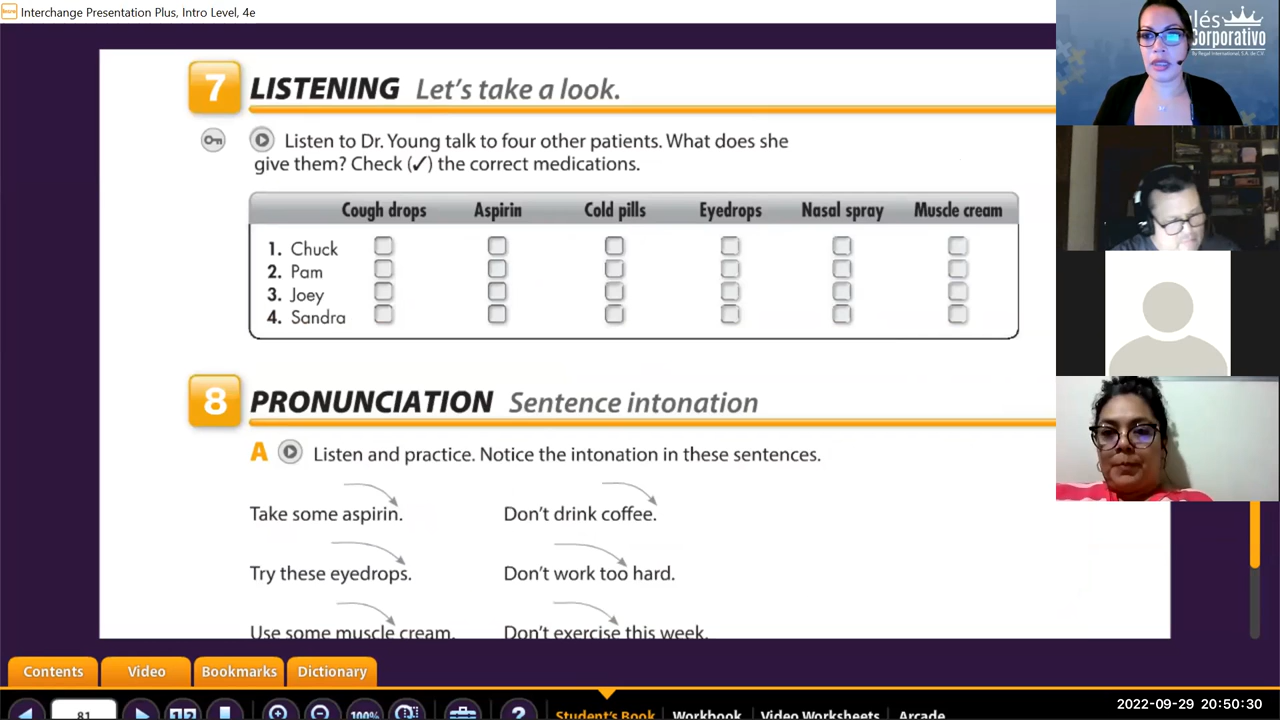 Interchange Presentation Plus, Intro Level, 4e
lés
corporativo
7 LISTENING Let's take a look.
Listen to Dr. Young talk to four other patients. What does she
give them? Check (✓) the correct medications.
Cough drops Aspirin Cold pills Eyedrops Nasal spray Muscle cream
1. Chuck
2. Pam
3. Joey
4. Sandra
8 PRONUNCIATION Sentence intonation
A Listen and practice. Notice the intonation in these sentences.
Take some aspirin. Don't drink coffee.
Try these eyedrops. Don't work too hard.
Use some muscle cream. Don't exercise this week.
Contents Video Bookmarks Dictionary
81 100% ? Student's Book Workbook Video Worksheets Arcade
2022-09-29 20:50:30